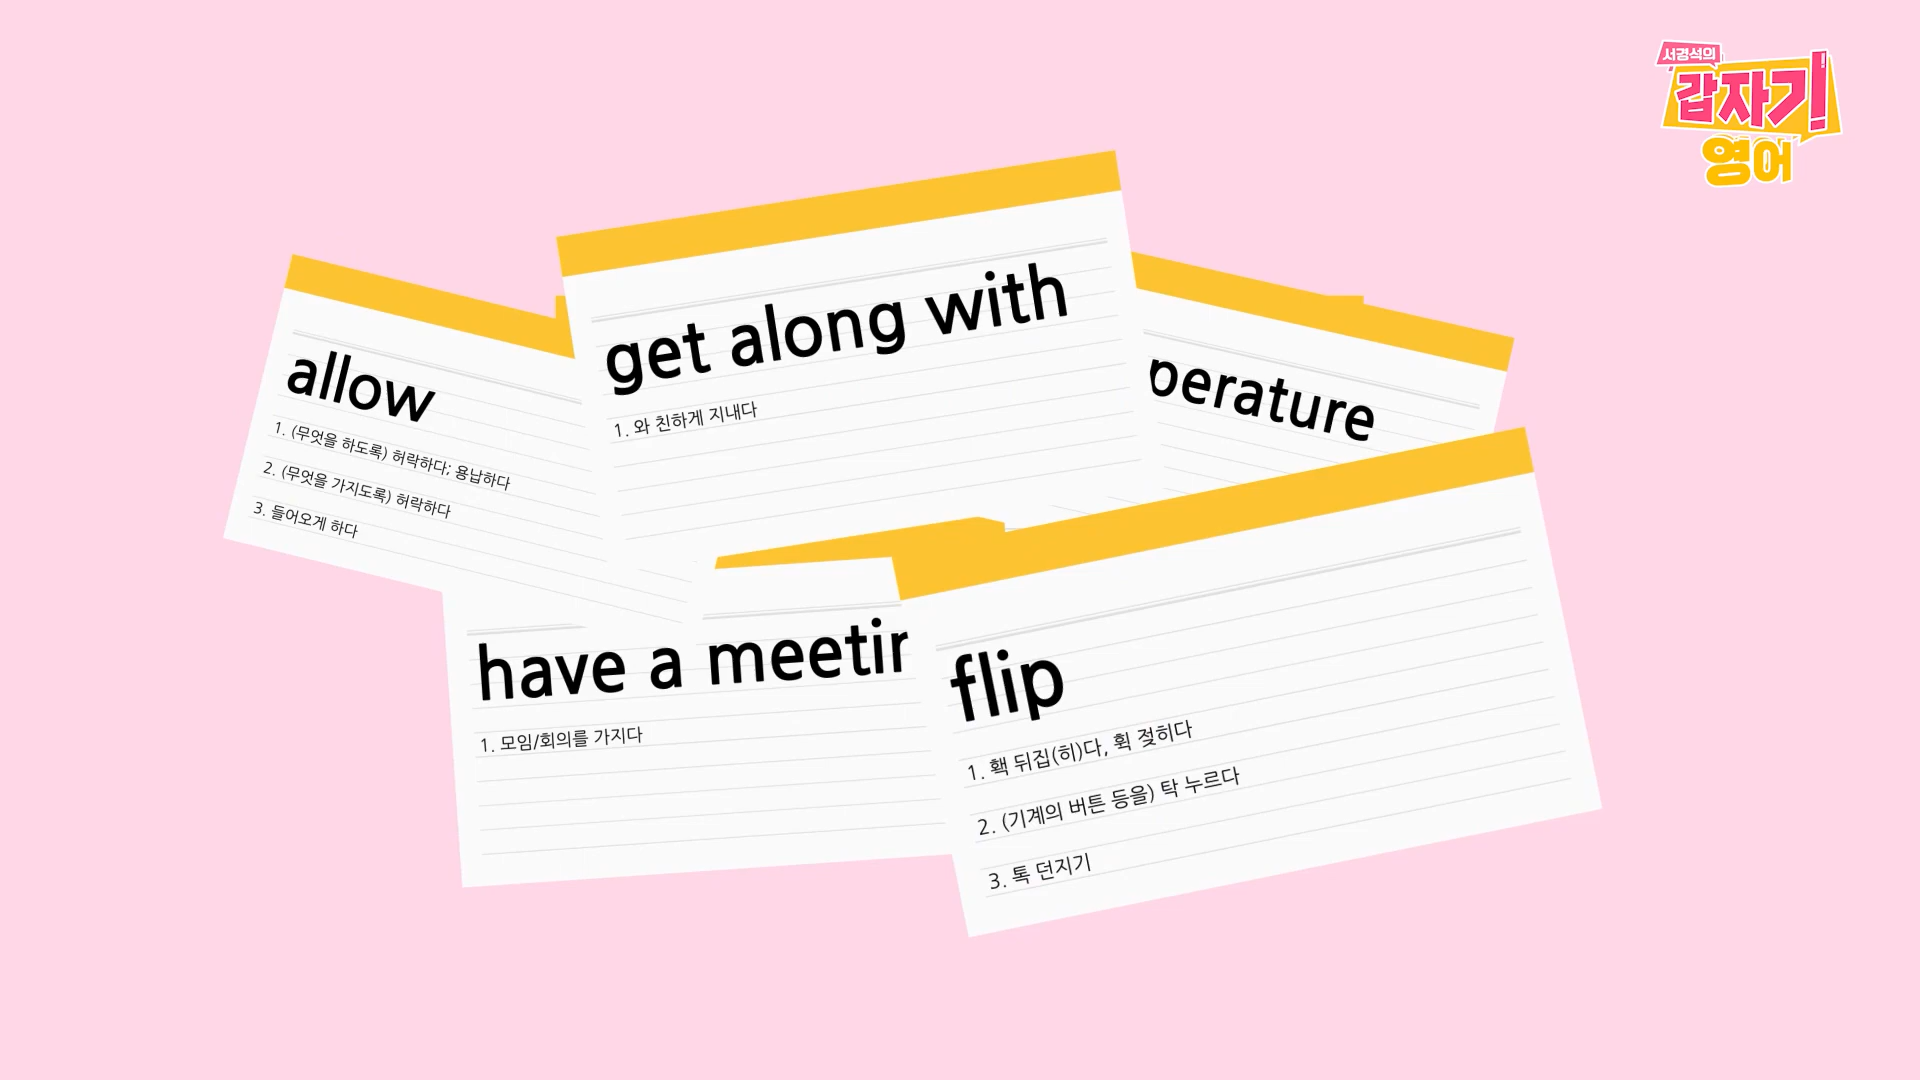 서경석의
갑자기!
영어
allow
1. (무엇을 하도록) 허락하다; 용납하다
2. (무엇을 가지도록) 허락하다
3. 들어오게 하다
get along with
1. 와 친하게 지내다
perature
have a meetin
1. 모임/회의를 가지다
flip
1. 홱 뒤집(히)다, 획 젖히다
2. (기계의 버튼 등을) 탁 누르다
3. 톡 던지기